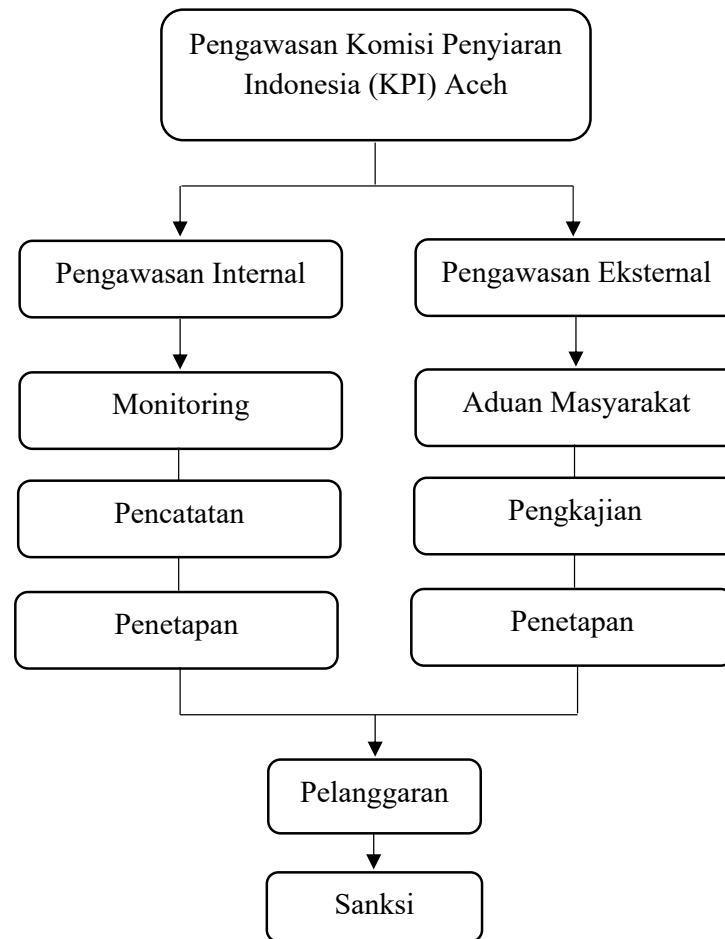 Pengawasan Komisi Penyiaran
Indonesia (KPI) Aceh
Pengawasan Internal
Pengawasan Eksternal
Monitoring
Aduan Masyarakat
Pencatatan
Pengkajian
Penetapan
Penetapan
Pelanggaran
Sanksi